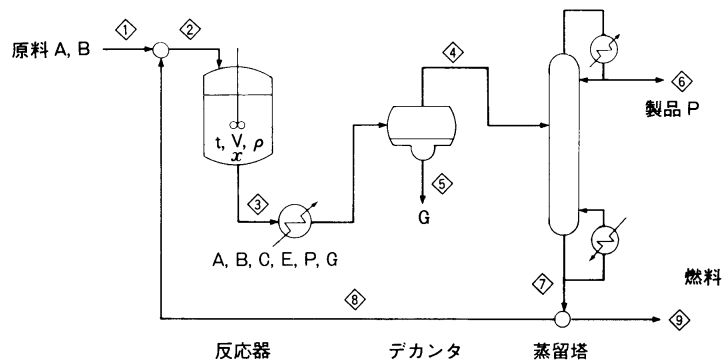 1
2
原料 A, B
t, V, ρ
x
3
A, B, C, E, P, G
4
5
G
6
製品 P
7
燃料
8
9
反応器
デカンタ
蒸留塔